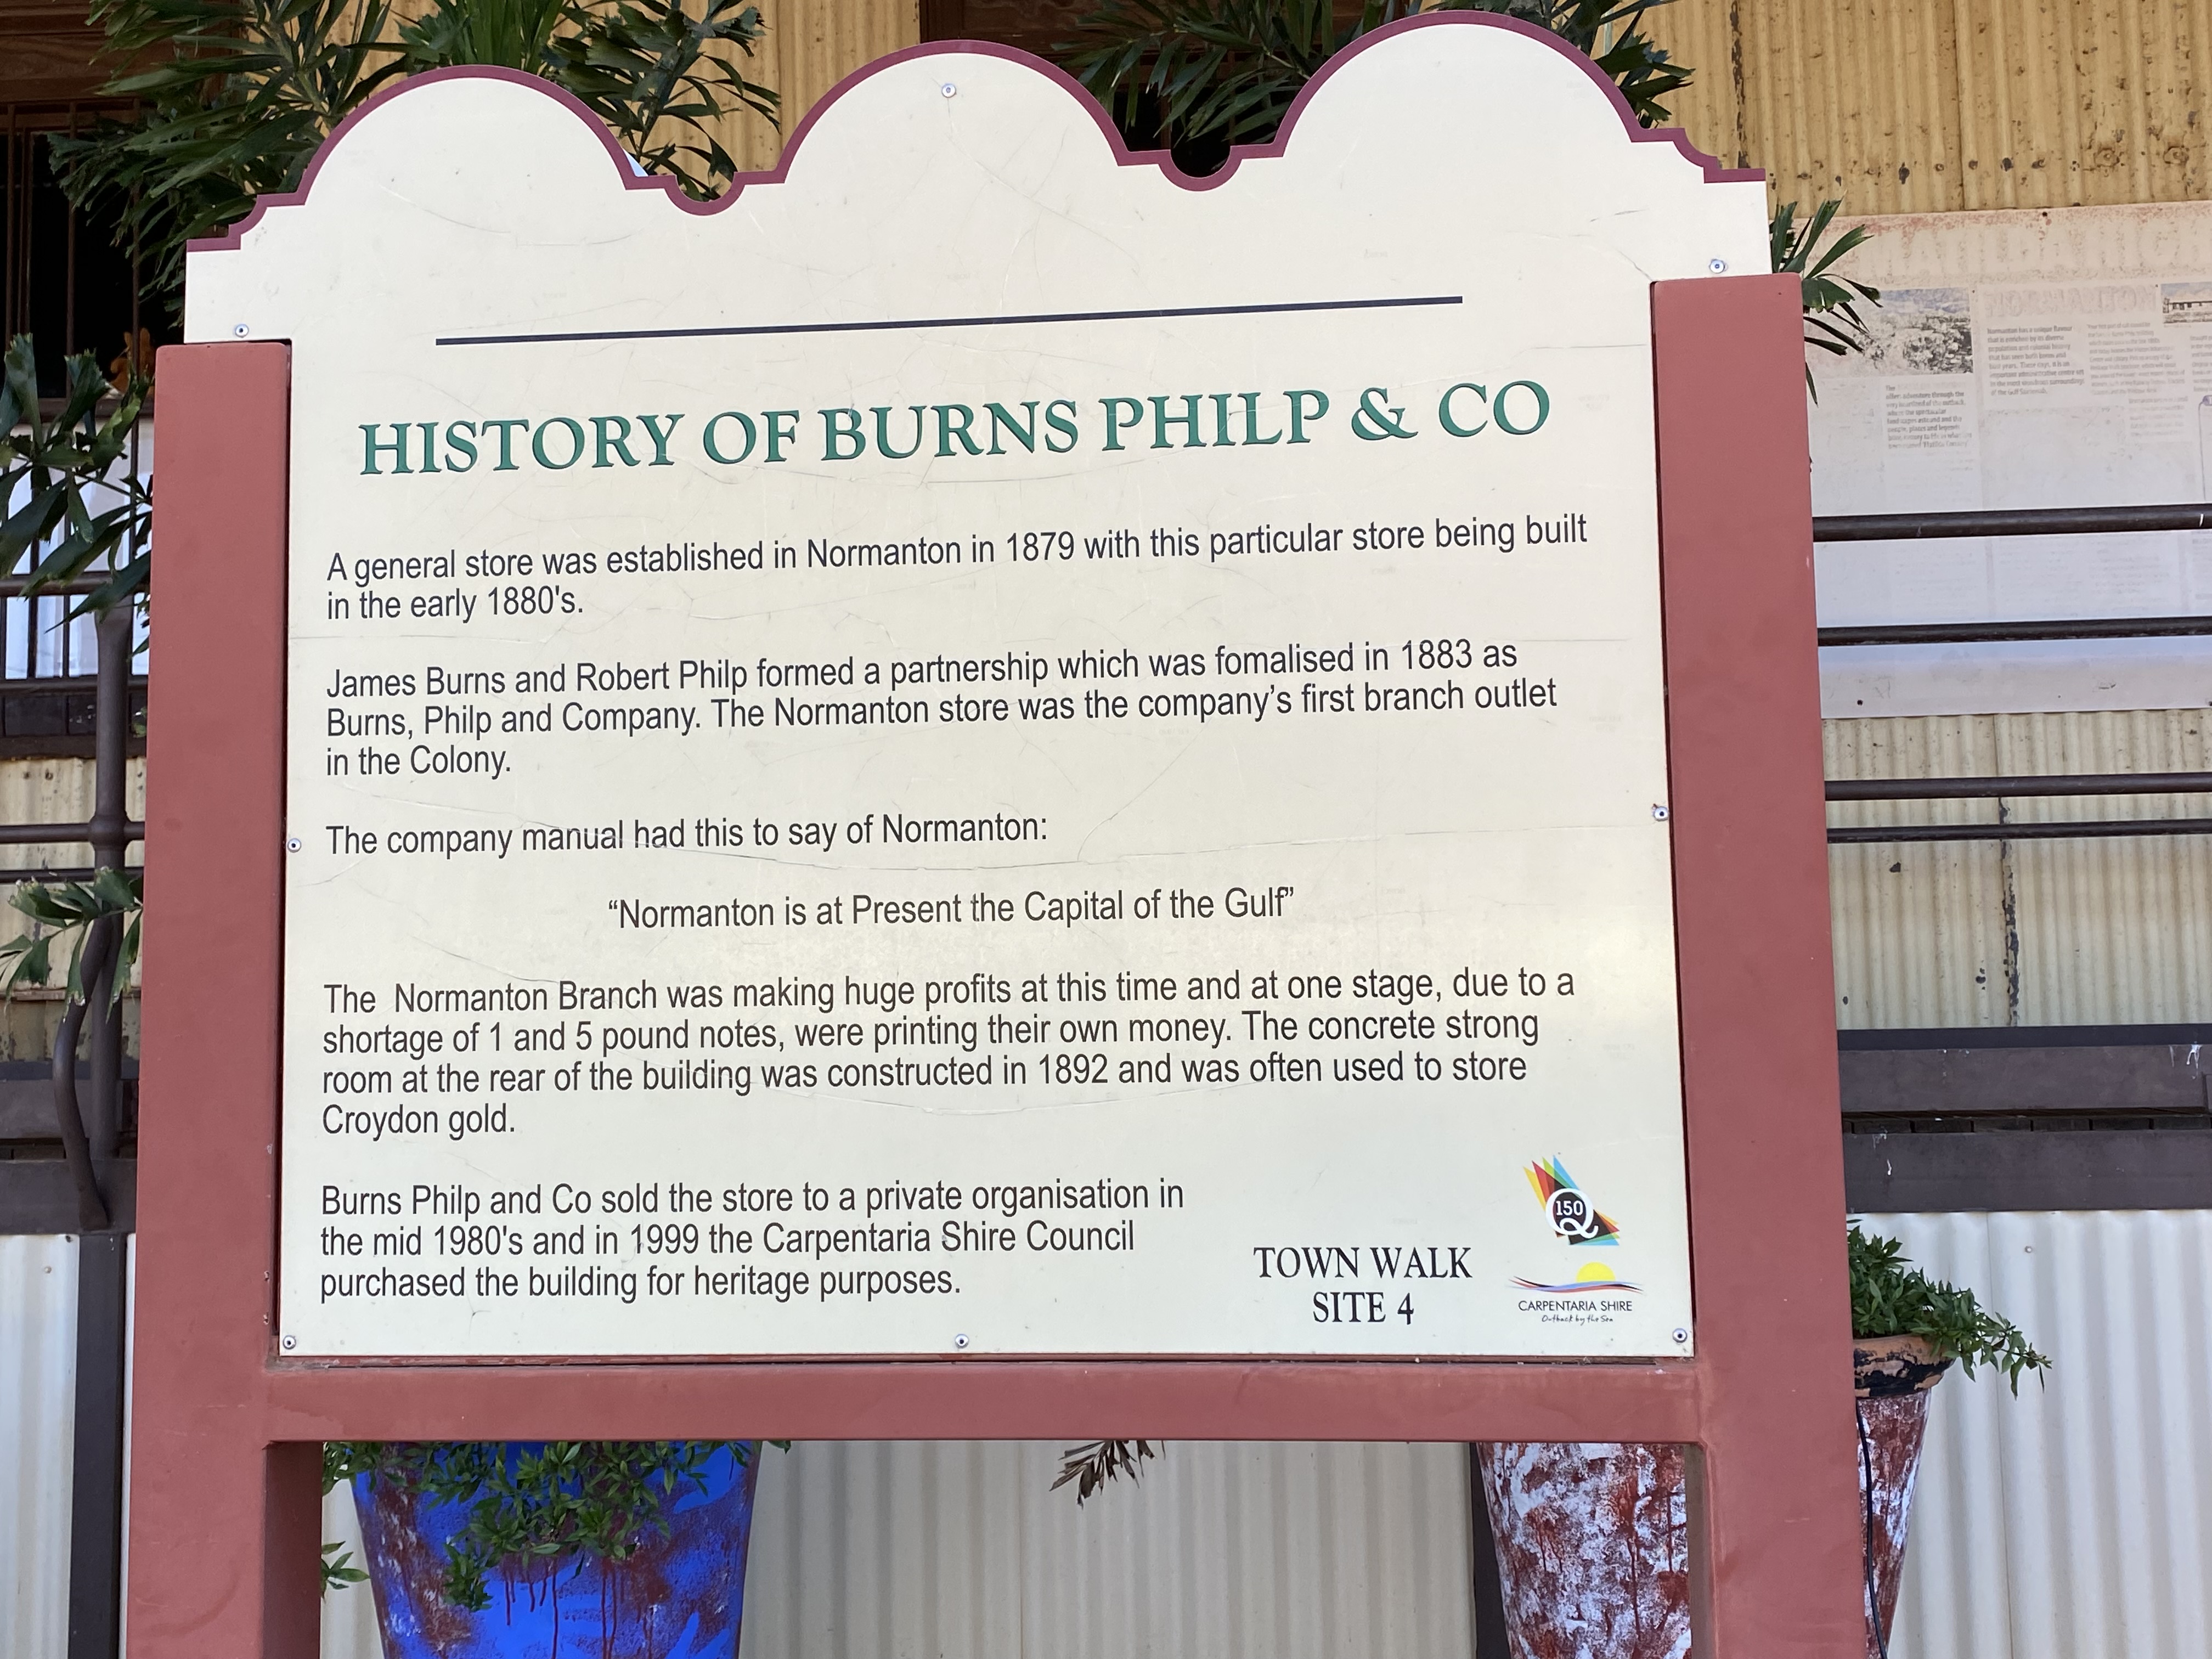 HISTORY OF BURNS PHILP & CO
A general store was established in Normanton in 1879 with this particular store being built
in the early 1880's.
James Burns and Robert Philp formed a partnership which was fomalised in 1883 as
Burns, Philp and Company. The Normanton store was the company's first branch outlet
in the Colony.
The company manual had this to say of Normanton:
“Normanton is at Present the Capital of the Gulf”
The Normanton Branch was making huge profits at this time and at one stage, due to a
shortage of 1 and 5 pound notes, were printing their own money. The concrete strong
room at the rear of the building was constructed in 1892 and was often used to store
Croydon gold.
Burns Philp and Co sold the store to a private organisation in
the mid 1980's and in 1999 the Carpentaria Shire Council
purchased the building for heritage purposes.
TOWN WALK
SITE 4
Q150
CARPENTARIA SHIRE
Outback by the Sea